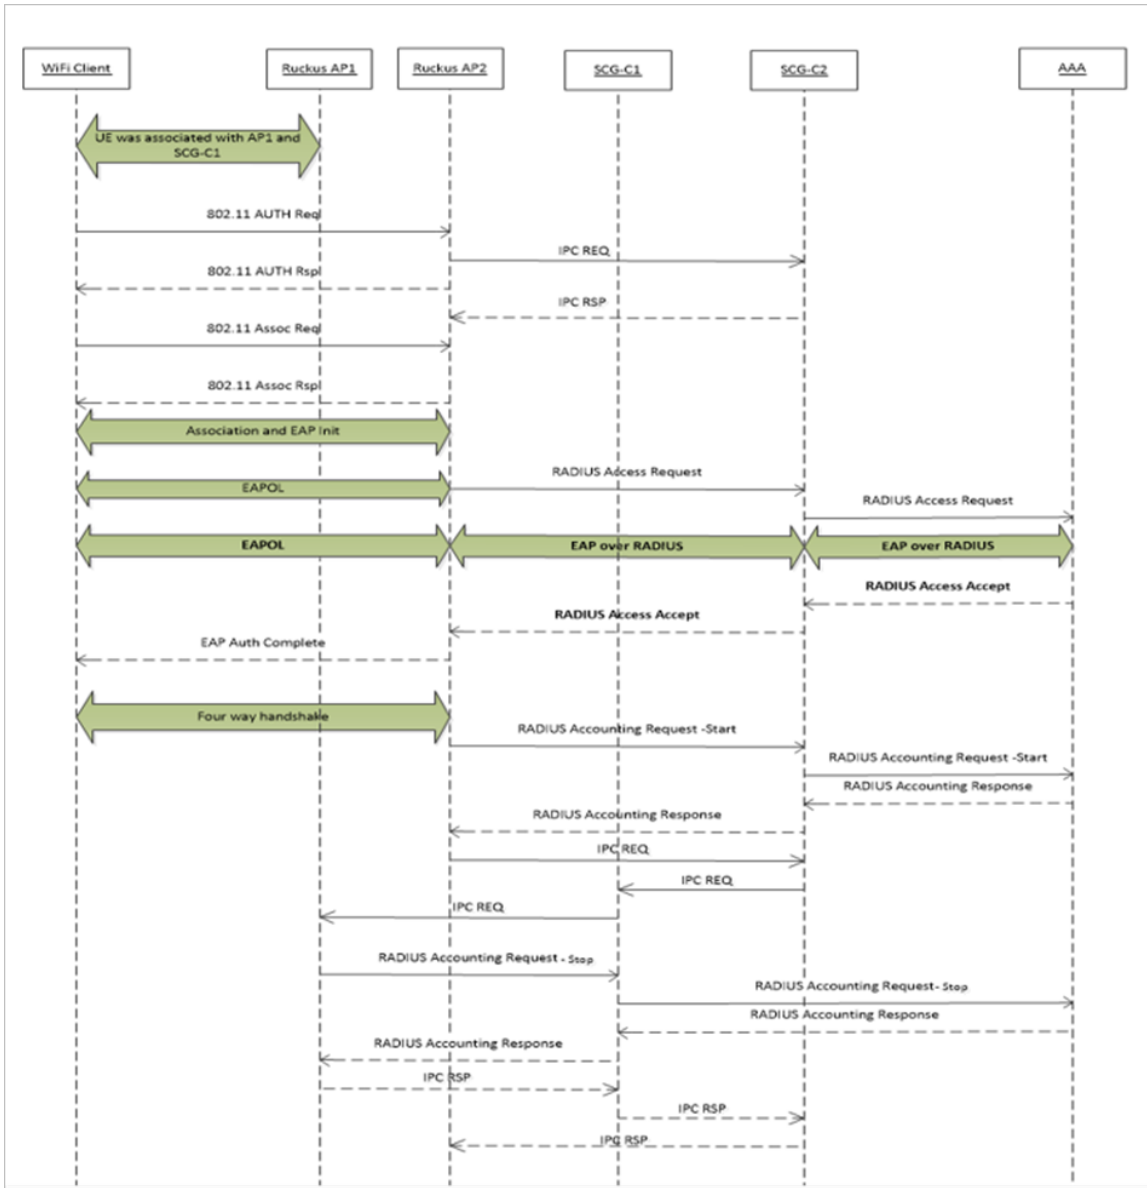 WiFi Client
Ruckus AP1
Ruckus AP2
SCG-C1
SCG-C2
AAA
UE was associated with AP1 and
SCG-C1
802.11 AUTH Req
IPC REQ
802.11 AUTH Rsp
IPC RSP
802.11 Assoc Req
802.11 Assoc Rsp
Association and EAP Init
RADIUS Access Request
EAPOL
RADIUS Access Request
EAPOL
EAP over RADIUS
EAP over RADIUS
RADIUS Access Accept
RADIUS Access Accept
EAP Auth Complete
Four way handshake
RADIUS Accounting Request -Start
RADIUS Accounting Request -Start
RADIUS Accounting Response
RADIUS Accounting Response
IPC REQ
IPC REQ
IPC REQ
RADIUS Accounting Request - Stop
RADIUS Accounting Request- Stop
RADIUS Accounting Response
RADIUS Accounting Response
IPC RSP
IPC RSP
IPC RSP